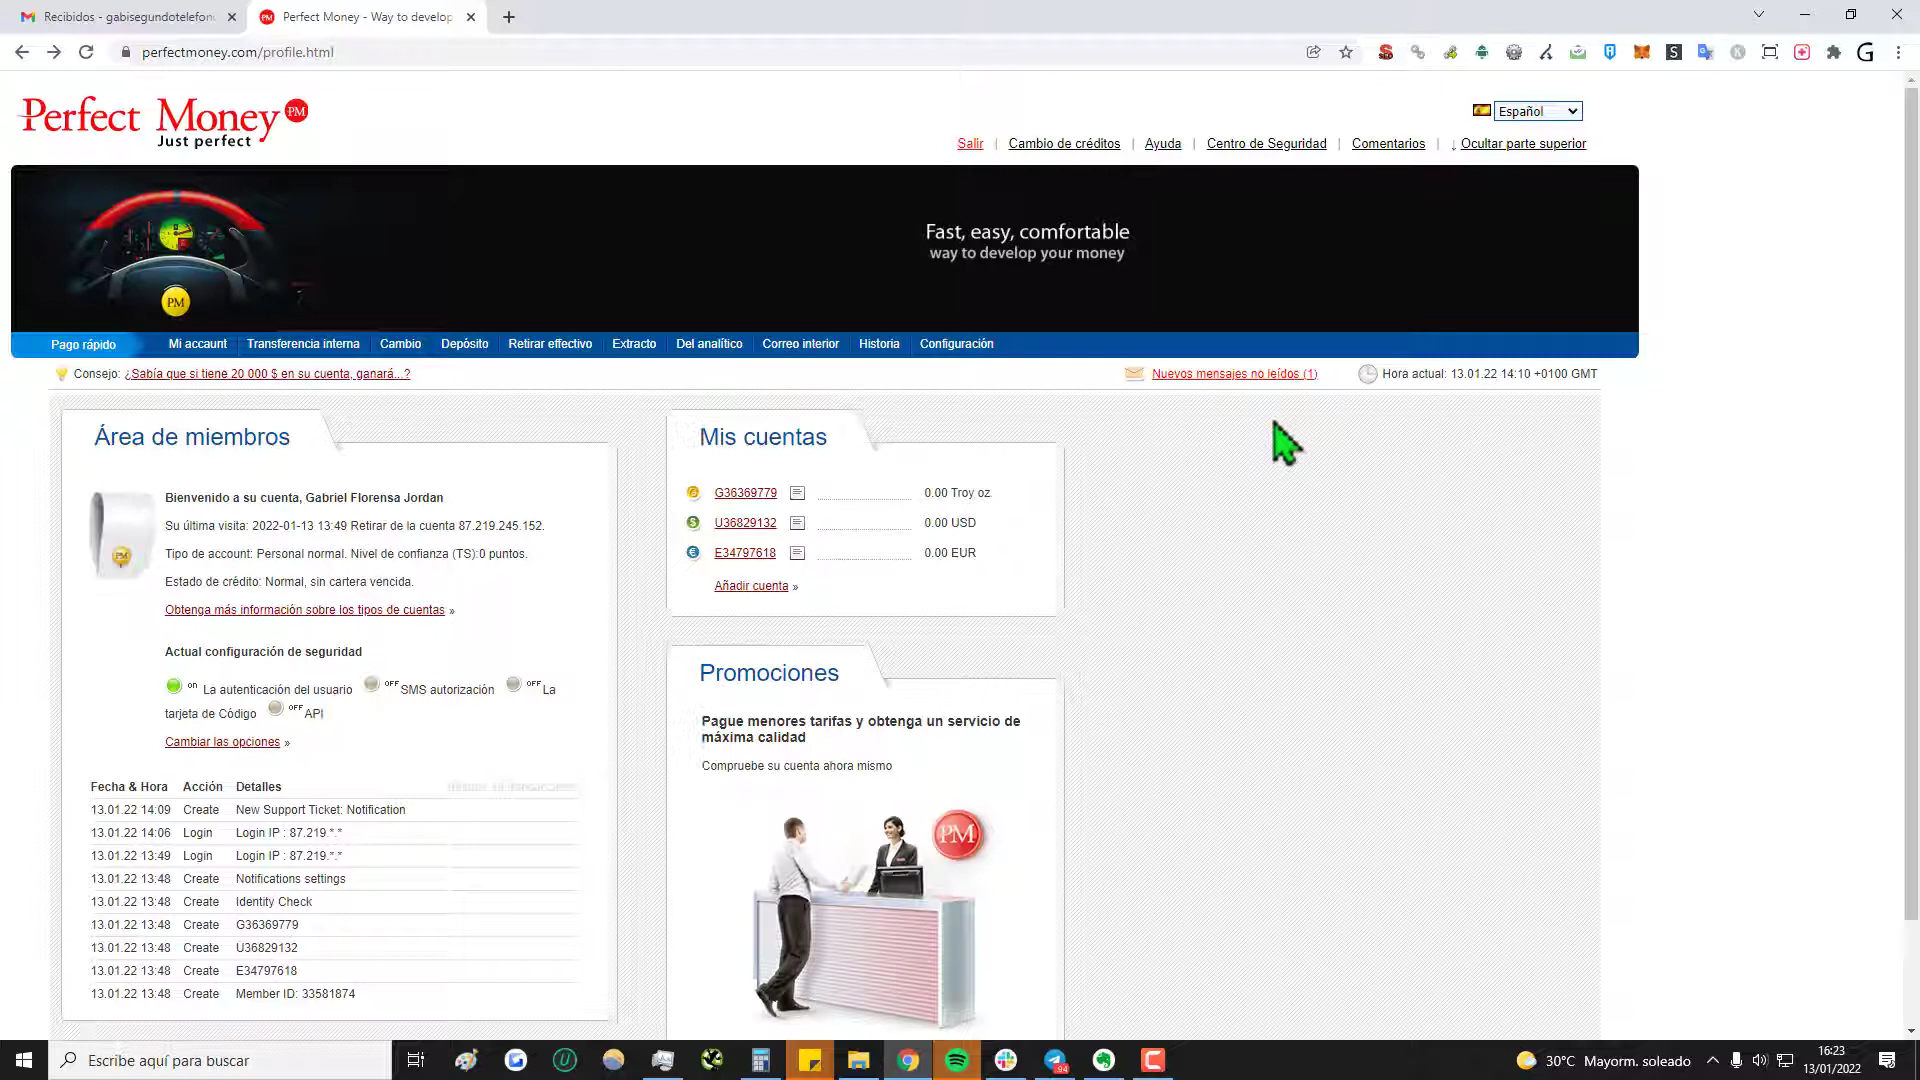 Recibidos - gabisegundotelefon
Perfect Money - Way to develop
perfectmoney.com/profile.html
Perfect Money PM
Just perfect
Español
Salir | Cambio de créditos | Ayuda | Centro de Seguridad | Comentarios | ↓ Ocultar parte superior
Fast, easy, comfortable
way to develop your money
PM
Pago rápido Mi accaunt Transferencia interna Cambio Depósito Retirar effectivo Extracto Del analítico Correo interior Historia Configuración
Consejo: ¿Sabía que si tiene 20 000 $ en su cuenta, ganará...?
Nuevos mensajes no leídos (1)
Hora actual: 13.01.22 14:10 +0100 GMT
Área de miembros
Bienvenido a su cuenta, Gabriel Florensa Jordan
Su última visita: 2022-01-13 13:49 Retirar de la cuenta 87.219.245.152.
Tipo de account: Personal normal. Nivel de confianza (TS):0 puntos.
Estado de crédito: Normal, sin cartera vencida.
Obtenga más información sobre los tipos de cuentas »
Actual configuración de seguridad
on La autenticación del usuario OFF SMS autorización OFF La
tarjeta de Código OFF API
Cambiar las opciones »
Fecha & Hora Acción Detalles
13.01.22 14:09 Create New Support Ticket: Notification
13.01.22 14:06 Login Login IP : 87.219.*.*
13.01.22 13:49 Login Login IP : 87.219.*.*
13.01.22 13:48 Create Notifications settings
13.01.22 13:48 Create Identity Check
13.01.22 13:48 Create G36369779
13.01.22 13:48 Create U36829132
13.01.22 13:48 Create E34797618
13.01.22 13:48 Create Member ID: 33581874
Mis cuentas
G36369779 0.00 Troy oz.
U36829132 0.00 USD
E34797618 0.00 EUR
Añadir cuenta »
Promociones
Pague menores tarifas y obtenga un servicio de
máxima calidad
Compruebe su cuenta ahora mismo
PM
Escribe aquí para buscar
94
30°C Mayorm. soleado
16:23
13/01/2022